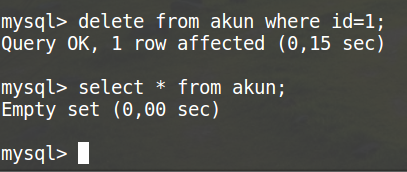 mysql> delete from akun where id=1;
Query OK, 1 row affected (0,15 sec)
mysql> select * from akun;
Empty set (0,00 sec)
mysql>